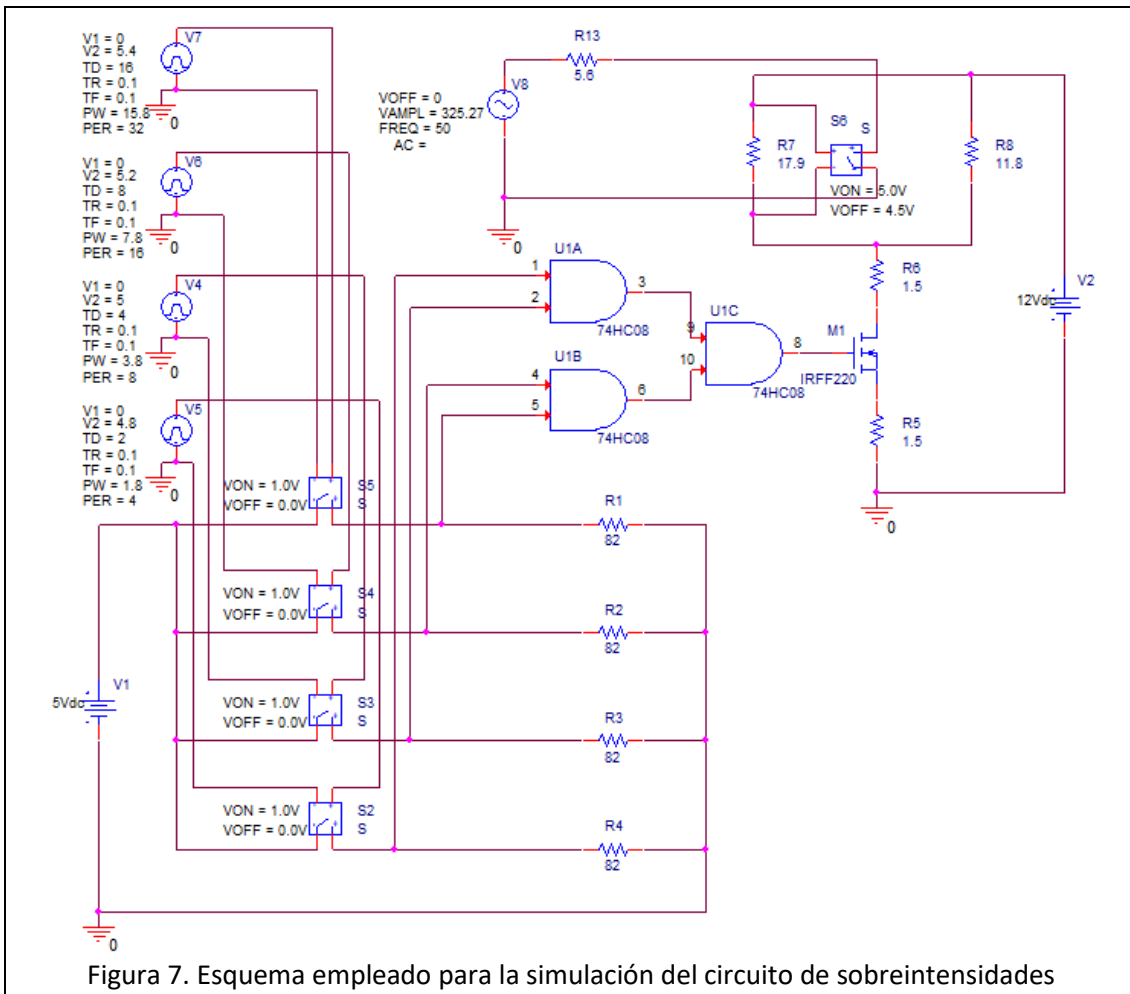 V1 = 0
V2 = 5.4
TD = 16
TR = 0.1
TF = 0.1
PW = 15.8
PER = 32
V7
0
V1 = 0
V2 = 5.2
TD = 8
TR = 0.1
TF = 0.1
PW = 7.8
PER = 16
V6
0
V1 = 0
V2 = 5
TD = 4
TR = 0.1
TF = 0.1
PW = 3.8
PER = 8
V4
0
V1 = 0
V2 = 4.8
TD = 2
TR = 0.1
TF = 0.1
PW = 1.8
PER = 4
V5
0
R13
5.6
V8
VOFF = 0
VAMPL = 325.27
FREQ = 50
AC =
0
S6
S
VON = 5.0V
VOFF = 4.5V
R7
17.9
R8
11.8
U1A
1
2
3
74HC08
U1B
4
5
6
74HC08
U1C
9
10
8
74HC08
R6
1.5
M1
IRFF220
R5
1.5
0
12Vdc
V2
VON = 1.0V
VOFF = 0.0V
S5
S
R1
82
VON = 1.0V
VOFF = 0.0V
S4
S
R2
82
VON = 1.0V
VOFF = 0.0V
S3
S
R3
82
VON = 1.0V
VOFF = 0.0V
S2
S
R4
82
5Vdc
V1
0
Figura 7. Esquema empleado para la simulación del circuito de sobreintensidades